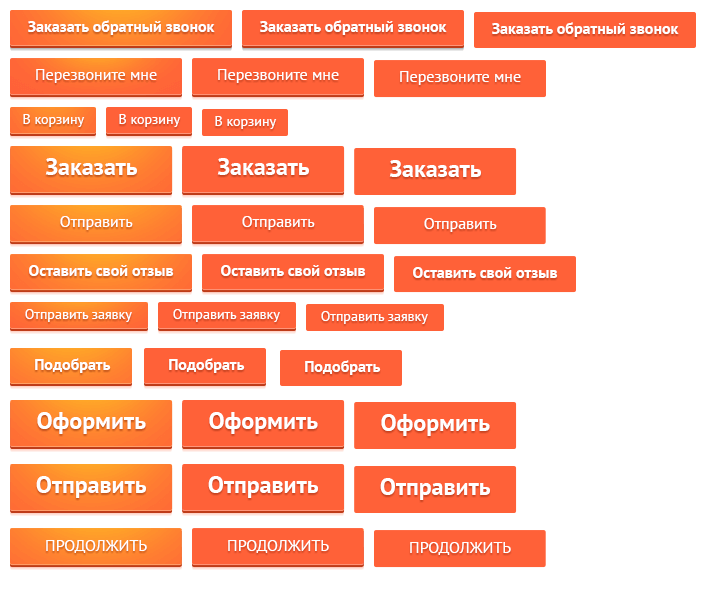 Заказать обратный звонок Заказать обратный звонок Заказать обратный звонок
Перезвоните мне Перезвоните мне Перезвоните мне
В корзину В корзину В корзину
Заказать Заказать Заказать
Отправить Отправить Отправить
Оставить свой отзыв Оставить свой отзыв Оставить свой отзыв
Отправить заявку Отправить заявку Отправить заявку
Подобрать Подобрать Подобрать
Оформить Оформить Оформить
Отправить Отправить Отправить
ПРОДОЛЖИТЬ ПРОДОЛЖИТЬ ПРОДОЛЖИТЬ